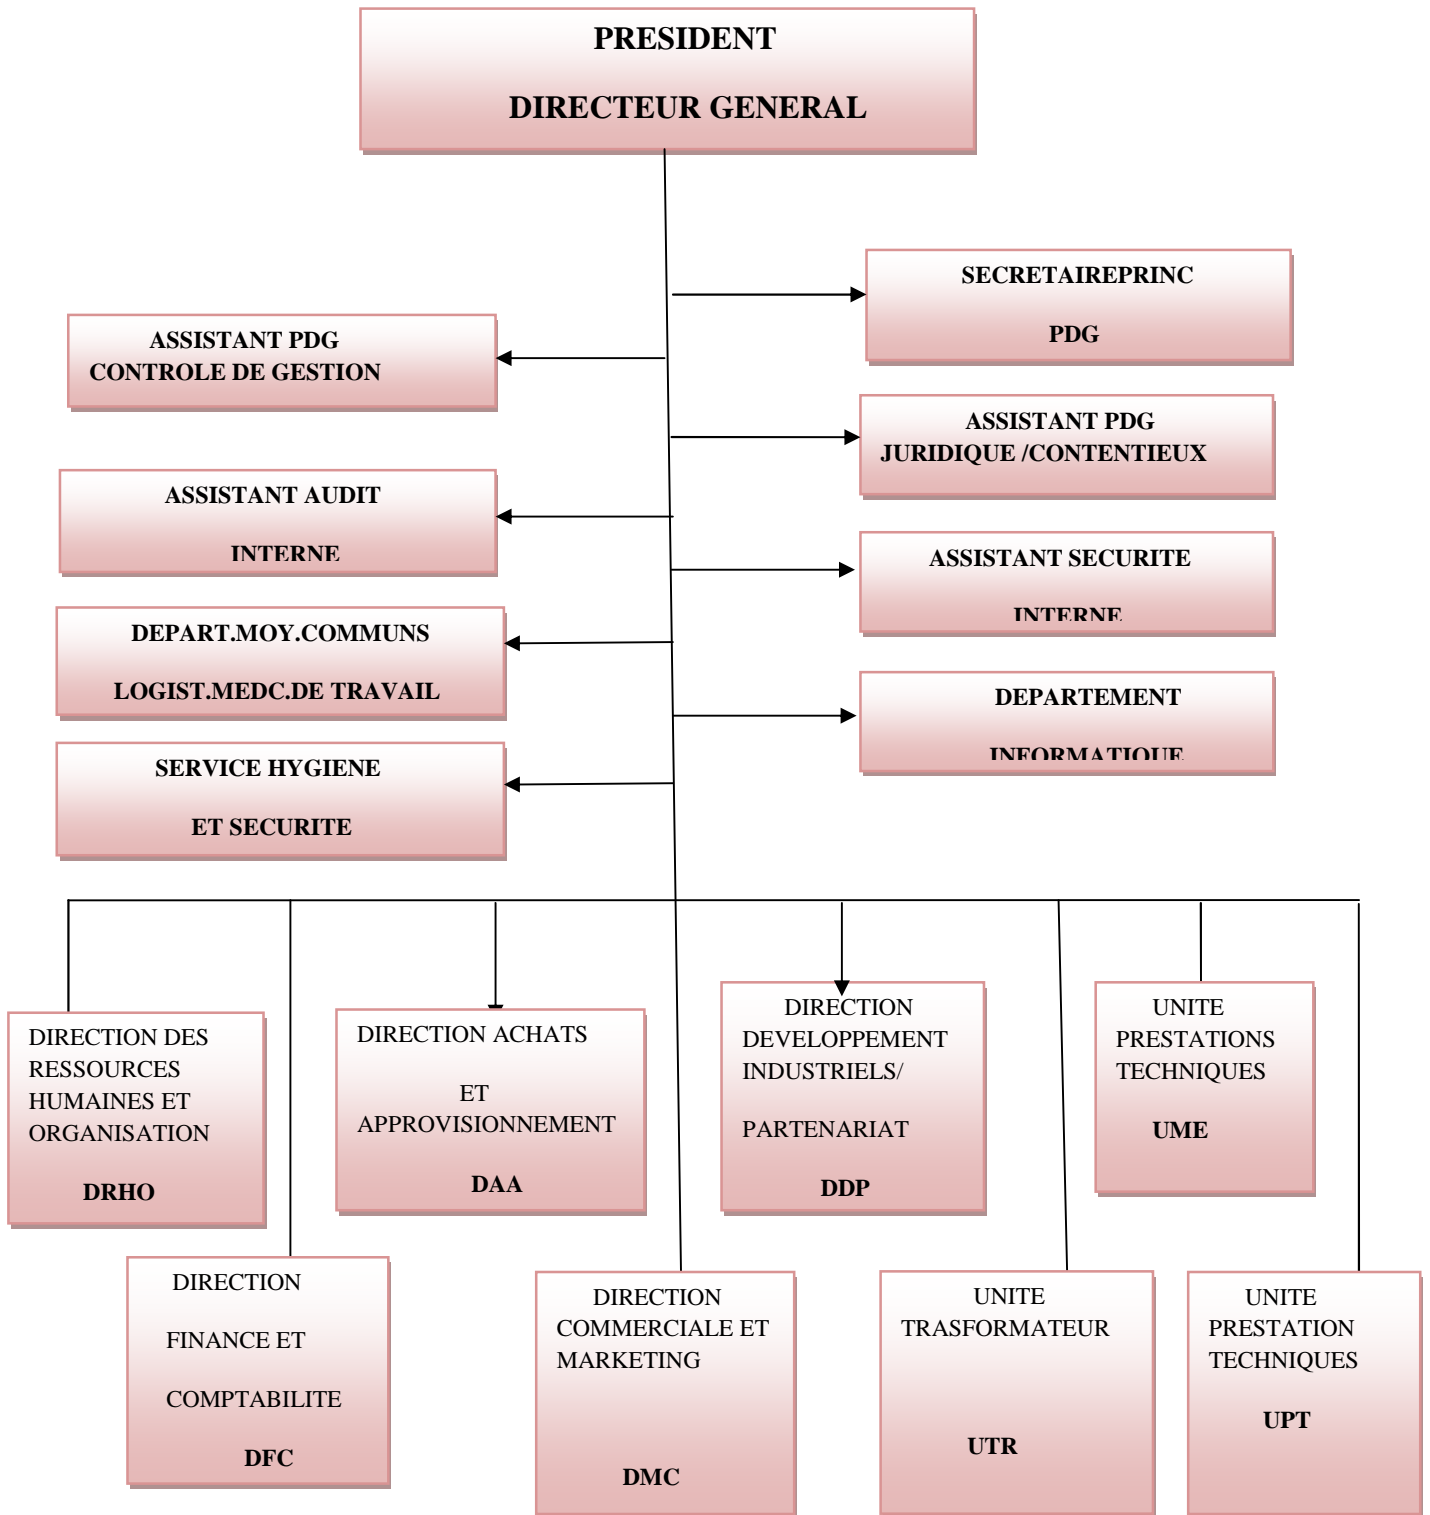 PRESIDENT
DIRECTEUR GENERAL
SECRETAIREPRINC
PDG
ASSISTANT PDG
CONTROLE DE GESTION
ASSISTANT PDG
JURIDIQUE /CONTENTIEUX
ASSISTANT AUDIT
INTERNE
ASSISTANT SECURITE
INTERNE
DEPART.MOY.COMMUNS
LOGIST.MEDC.DE TRAVAIL
DEPARTEMENT
INFORMATIQUE
SERVICE HYGIENE
ET SECURITE
DIRECTION DES
RESSOURCES
HUMAINES ET
ORGANISATION
DRHO
DIRECTION ACHATS
ET
APPROVISIONNEMENT
DAA
DIRECTION
DEVELOPPEMENT
INDUSTRIELS/
PARTENARIAT
DDP
UNITE
PRESTATIONS
TECHNIQUES
UME
DIRECTION
FINANCE ET
COMPTABILITE
DFC
DIRECTION
COMMERCIALE ET
MARKETING
DMC
UNITE
TRASFORMATEUR
UTR
UNITE
PRESTATION
TECHNIQUES
UPT